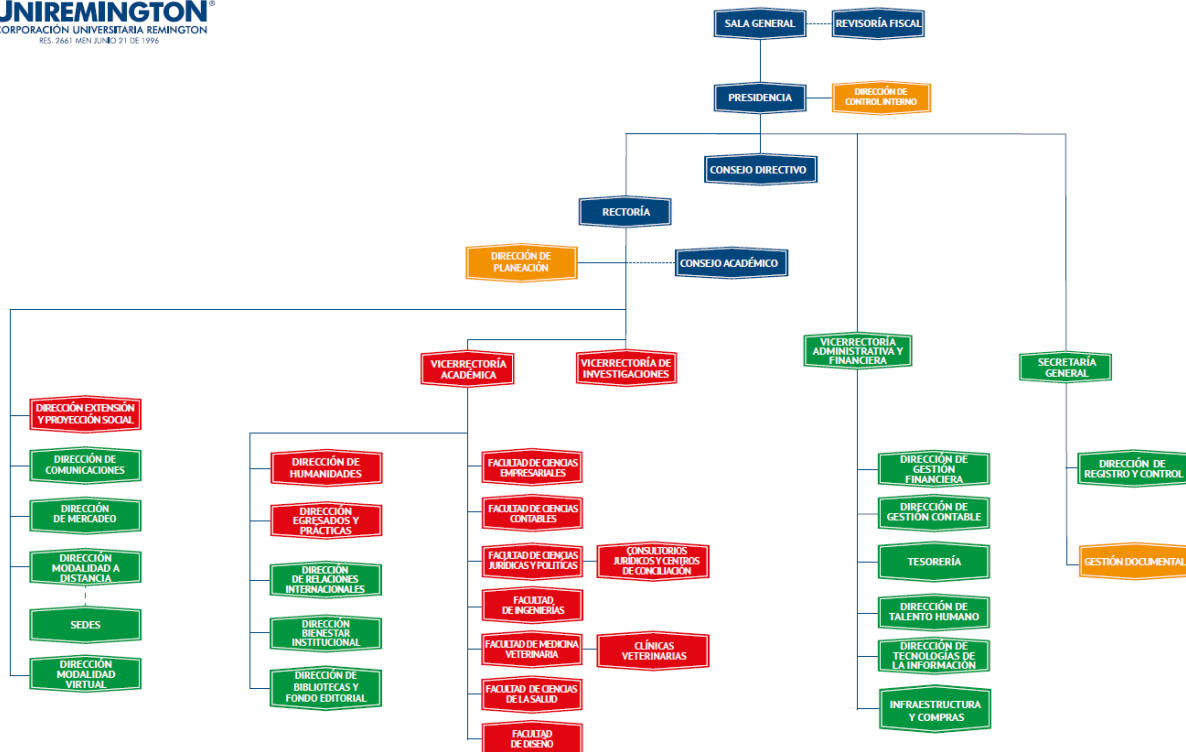 UNIREMINGTON®
CORPORACIÓN UNIVERSITARIA REMINGTON
RES. 2661 MEN JUNIO 21 DE 1996
SALA GENERAL
REVISORÍA FISCAL
PRESIDENCIA
DIRECCIÓN DE
CONTROL INTERNO
CONSEJO DIRECTIVO
RECTORÍA
DIRECCIÓN DE
PLANEACIÓN
CONSEJO ACADÉMICO
VICERRECTORÍA
ACADÉMICA
VICERRECTORÍA DE
INVESTIGACIONES
VICERRECTORÍA
ADMINISTRATIVA Y
FINANCIERA
SECRETARÍA
GENERAL
DIRECCIÓN EXTENSIÓN
Y PROYECCIÓN SOCIAL
DIRECCIÓN DE
COMUNICACIONES
DIRECCIÓN
DE MERCADEO
DIRECCIÓN
MODALIDAD A
DISTANCIA
SEDES
DIRECCIÓN
MODALIDAD
VIRTUAL
DIRECCIÓN DE
HUMANIDADES
DIRECCIÓN
EGRESADOS Y
PRÁCTICAS
DIRECCIÓN
DE RELACIONES
INTERNACIONALES
DIRECCIÓN
BIENESTAR
INSTITUCIONAL
DIRECCIÓN DE
BIBLIOTECAS Y
FONDO EDITORIAL
FACULTAD DE CIENCIAS
EMPRESARIALES
FACULTAD DE CIENCIAS
CONTABLES
FACULTAD DE CIENCIAS
JURÍDICAS Y POLITÍCAS
CONSULTORIOS
JURÍDICOS Y CENTROS
DE CONCILIACIÓN
FACULTAD
DE INGENIERÍAS
FACULTAD DE MEDICINA
VETERINARIA
CLÍNICAS
VETERINARIAS
FACULTAD DE CIENCIAS
DE LA SALUD
FACULTAD
DE DISEÑO
DIRECCIÓN DE
GESTIÓN
FINANCIERA
DIRECCIÓN DE
GESTIÓN CONTABLE
TESORERÍA
DIRECCIÓN DE
TALENTO HUMANO
DIRECCIÓN DE
TECNOLOGÍAS DE
LA INFORMACIÓN
INFRAESTRUCTURA
Y COMPRAS
DIRECCIÓN DE
REGISTRO Y CONTROL
GESTIÓN DOCUMENTAL